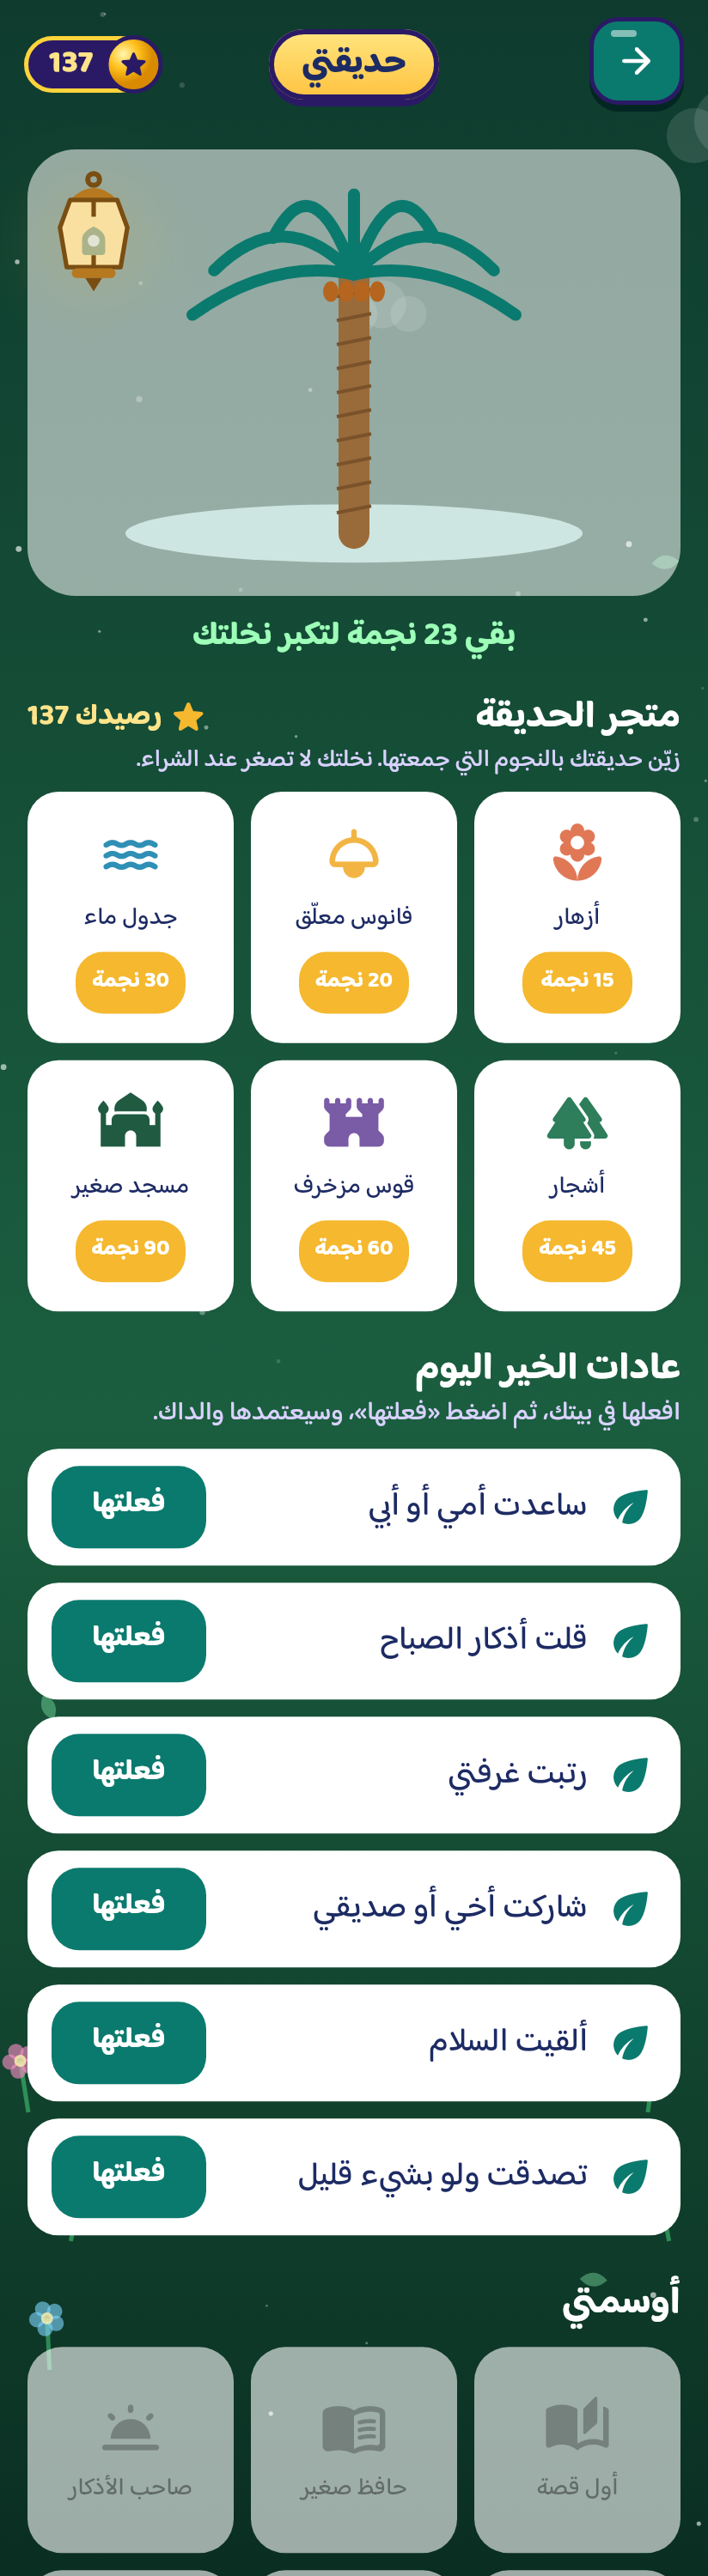 حديقتي
137
بقي 23 نجمة لتكبر نخلتك
متجر الحديقة
رصيدك 137
زيّن حديقتك بالنجوم التي جمعتها. نخلتك لا تصغر عند الشراء.
أزهار
فانوس معلّق
جدول ماء
15 نجمة
20 نجمة
30 نجمة
أشجار
قوس مزخرف
مسجد صغير
45 نجمة
60 نجمة
90 نجمة
عادات الخير اليوم
افعلها في بيتك، ثم اضغط «فعلتها»، وسيعتمدها والداك.
ساعدت أمي أو أبي
فعلتها
قلت أذكار الصباح
فعلتها
رتبت غرفتي
فعلتها
شاركت أخي أو صديقي
فعلتها
ألقيت السلام
فعلتها
تصدقت ولو بشيء قليل
فعلتها
أوسمتي
أول قصة
حافظ صغير
صاحب الأذكار